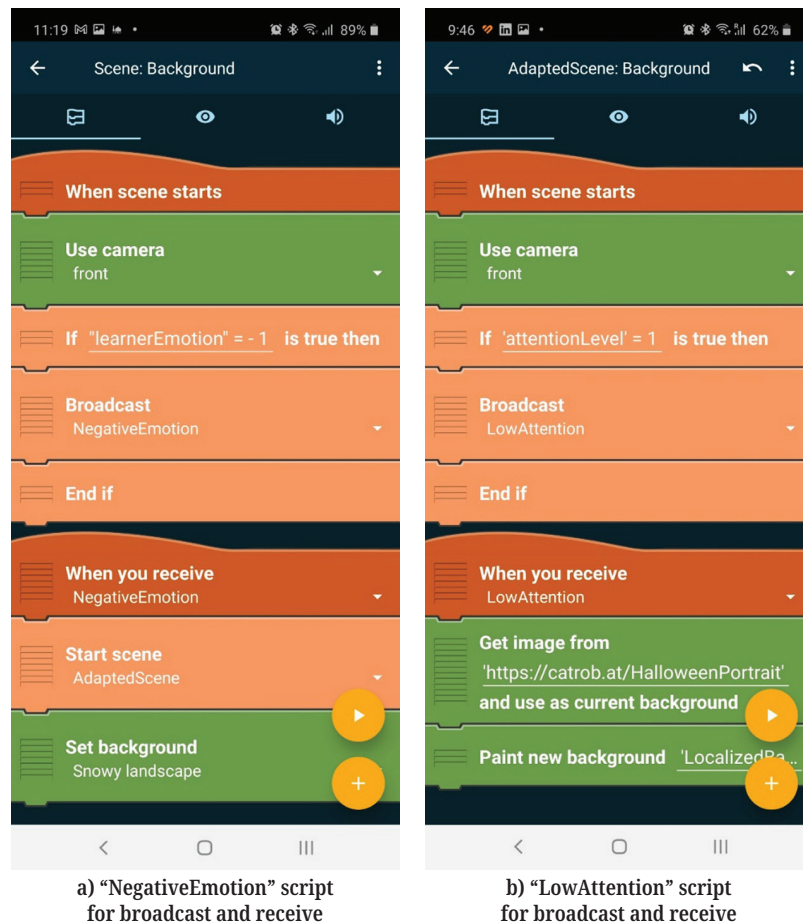 11:19
89%
Scene: Background
When scene starts
Use camera
front
If "learnerEmotion" = - 1 is true then
Broadcast
NegativeEmotion
End if
When you receive
NegativeEmotion
Start scene
AdaptedScene
Set background
Snowy landscape
a) “NegativeEmotion” script
for broadcast and receive
9:46
62%
AdaptedScene: Background
When scene starts
Use camera
front
If 'attentionLevel' = 1 is true then
Broadcast
LowAttention
End if
When you receive
LowAttention
Get image from
'https://catrob.at/HalloweenPortrait'
and use as current background
Paint new background 'LocalizedBa...
b) “LowAttention” script
for broadcast and receive